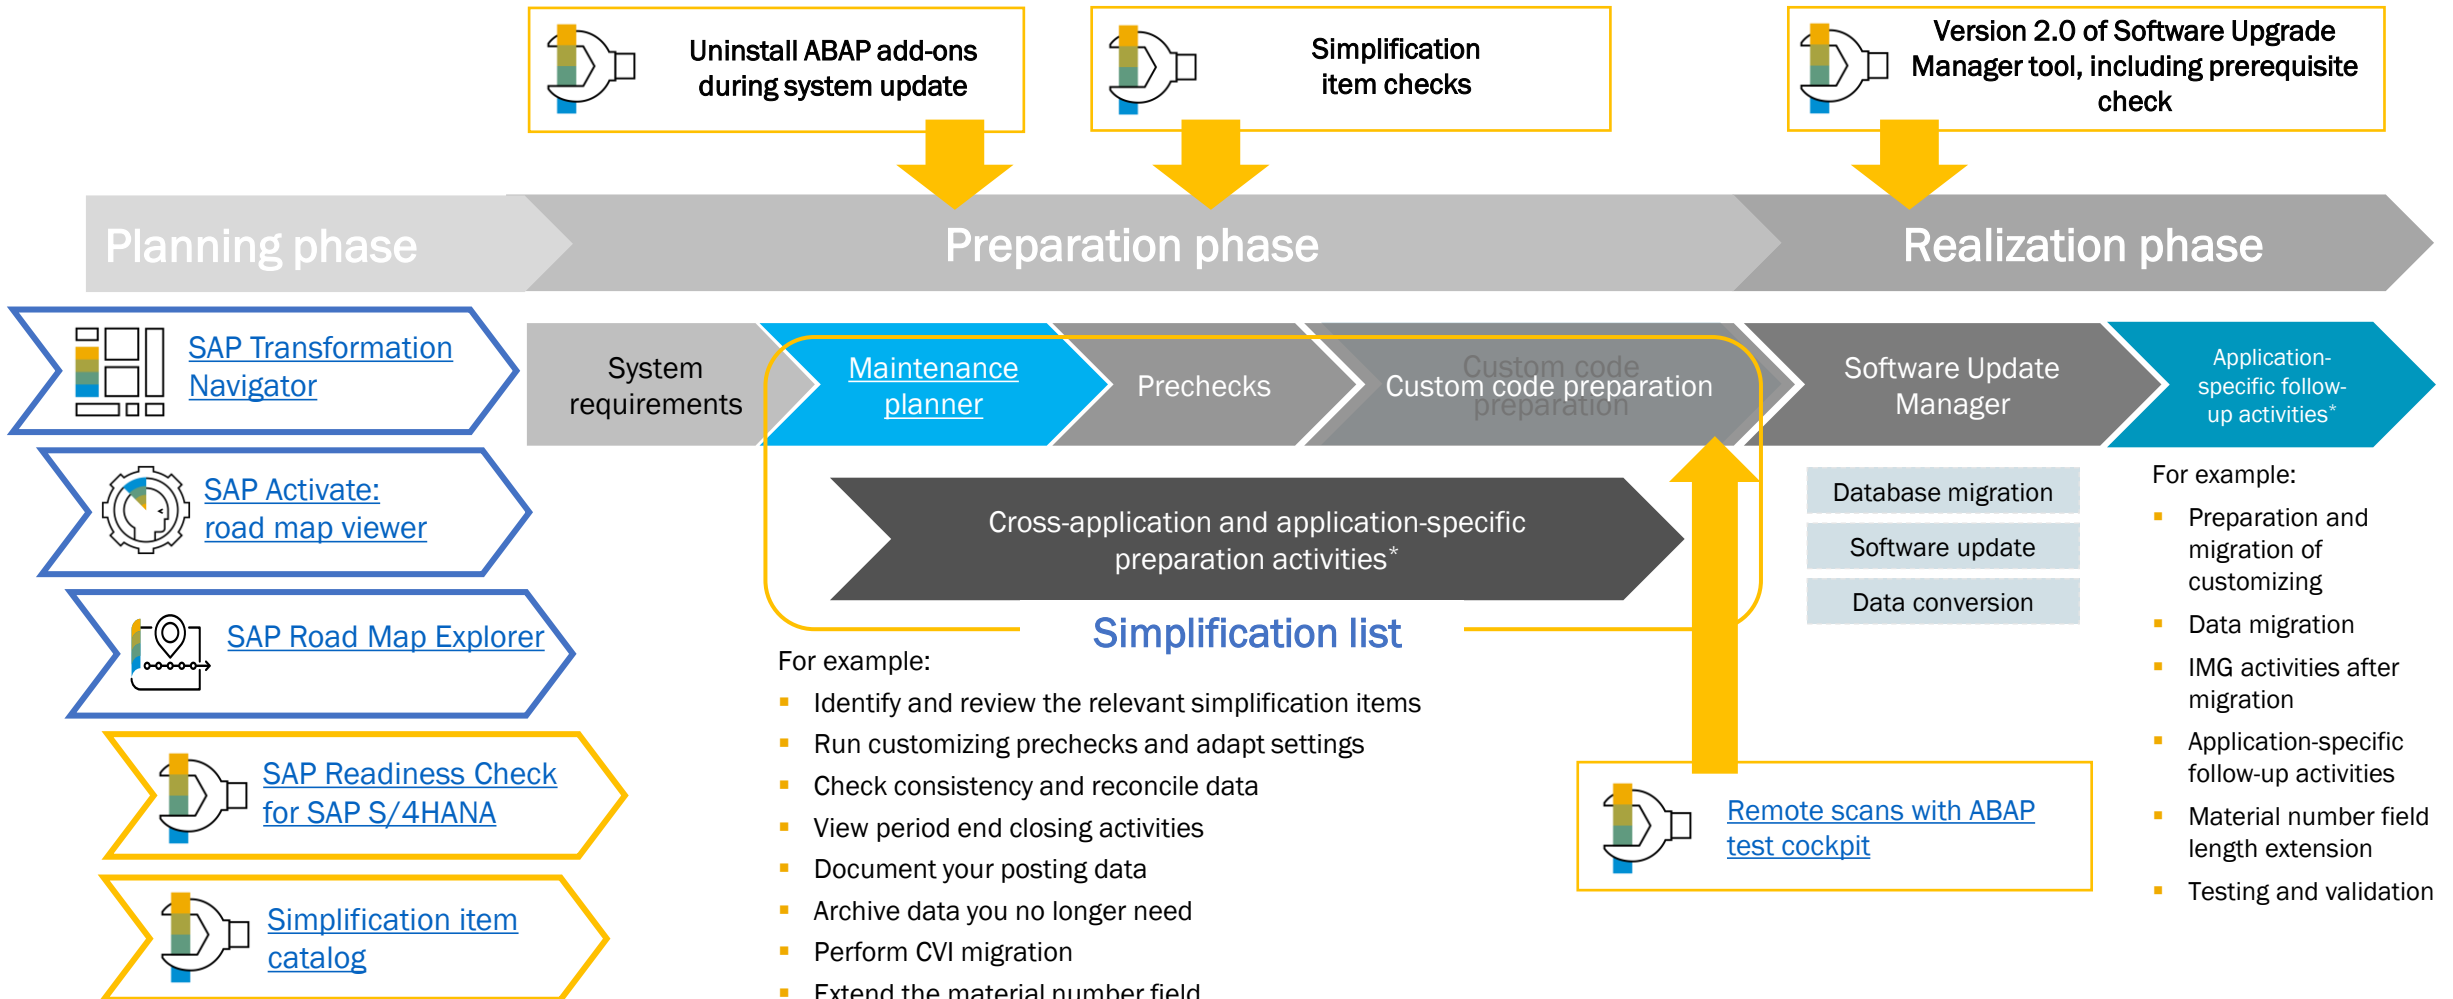 Uninstall ABAP add-ons
during system update
Simplification
item checks
Version 2.0 of Software Upgrade
Manager tool, including prerequisite
check
Planning phase
Preparation phase
Realization phase
SAP Transformation
Navigator
SAP Activate:
road map viewer
SAP Road Map Explorer
SAP Readiness Check
for SAP S/4HANA
Simplification item
catalog
System
requirements
Maintenance
planner
Prechecks
Custom code
preparation
Custom code preparation
Software Update
Manager
Application-
specific follow-
up activities*
Cross-application and application-specific
preparation activities*
Simplification list
For example:
▪ Identify and review the relevant simplification items
▪ Run customizing prechecks and adapt settings
▪ Check consistency and reconcile data
▪ View period end closing activities
▪ Document your posting data
▪ Archive data you no longer need
▪ Perform CVI migration
▪ Extend the material number field
Remote scans with ABAP
test cockpit
Database migration
Software update
Data conversion
For example:
▪ Preparation and
migration of
customizing
▪ Data migration
▪ IMG activities after
migration
▪ Application-specific
follow-up activities
▪ Material number field
length extension
▪ Testing and validation